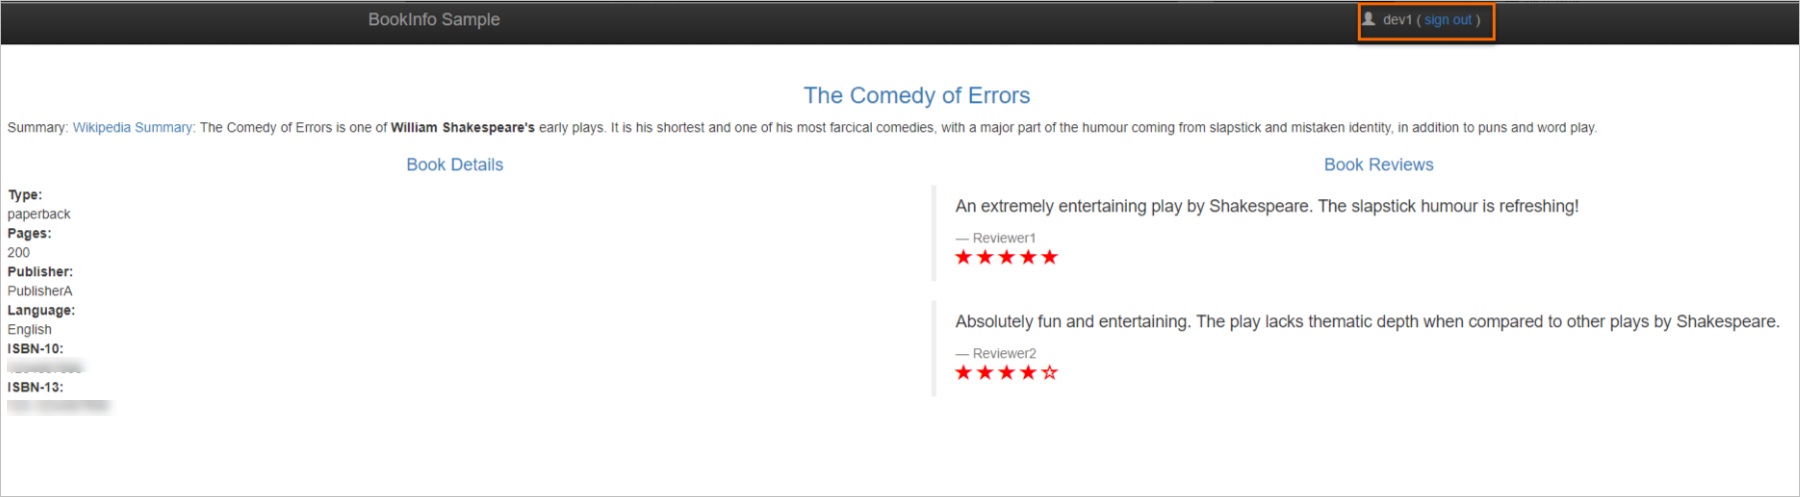 BookInfo Sample
dev1 ( sign out )
The Comedy of Errors
Summary: Wikipedia Summary: The Comedy of Errors is one of William Shakespeare's early plays. It is his shortest and one of his most farcical comedies, with a major part of the humour coming from slapstick and mistaken identity, in addition to puns and word play.
Book Details
Type:
paperback
Pages:
200
Publisher:
PublisherA
Language:
English
ISBN-10:
ISBN-13:
Book Reviews
An extremely entertaining play by Shakespeare. The slapstick humour is refreshing!
— Reviewer1
★★★★★
Absolutely fun and entertaining. The play lacks thematic depth when compared to other plays by Shakespeare.
— Reviewer2
★★★★☆